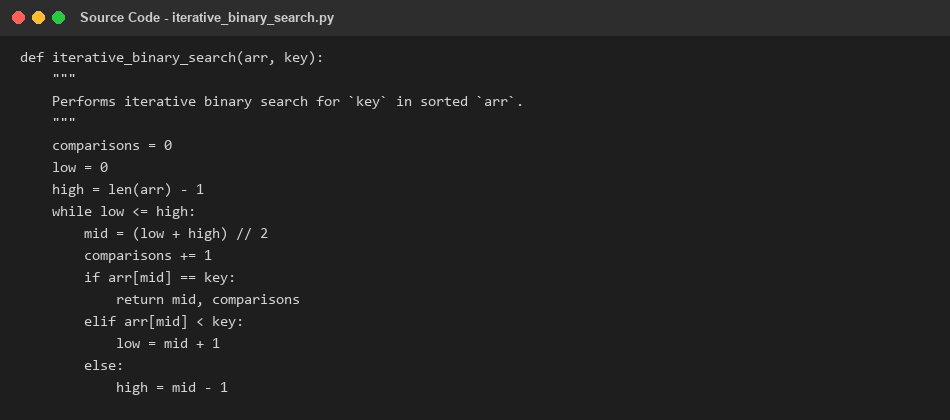 Source Code - iterative_binary_search.py
def iterative_binary_search(arr, key):
    """
    Performs iterative binary search for `key` in sorted `arr`.
    """
    comparisons = 0
    low = 0
    high = len(arr) - 1
    while low <= high:
        mid = (low + high) // 2
        comparisons += 1
        if arr[mid] == key:
            return mid, comparisons
        elif arr[mid] < key:
            low = mid + 1
        else:
            high = mid - 1